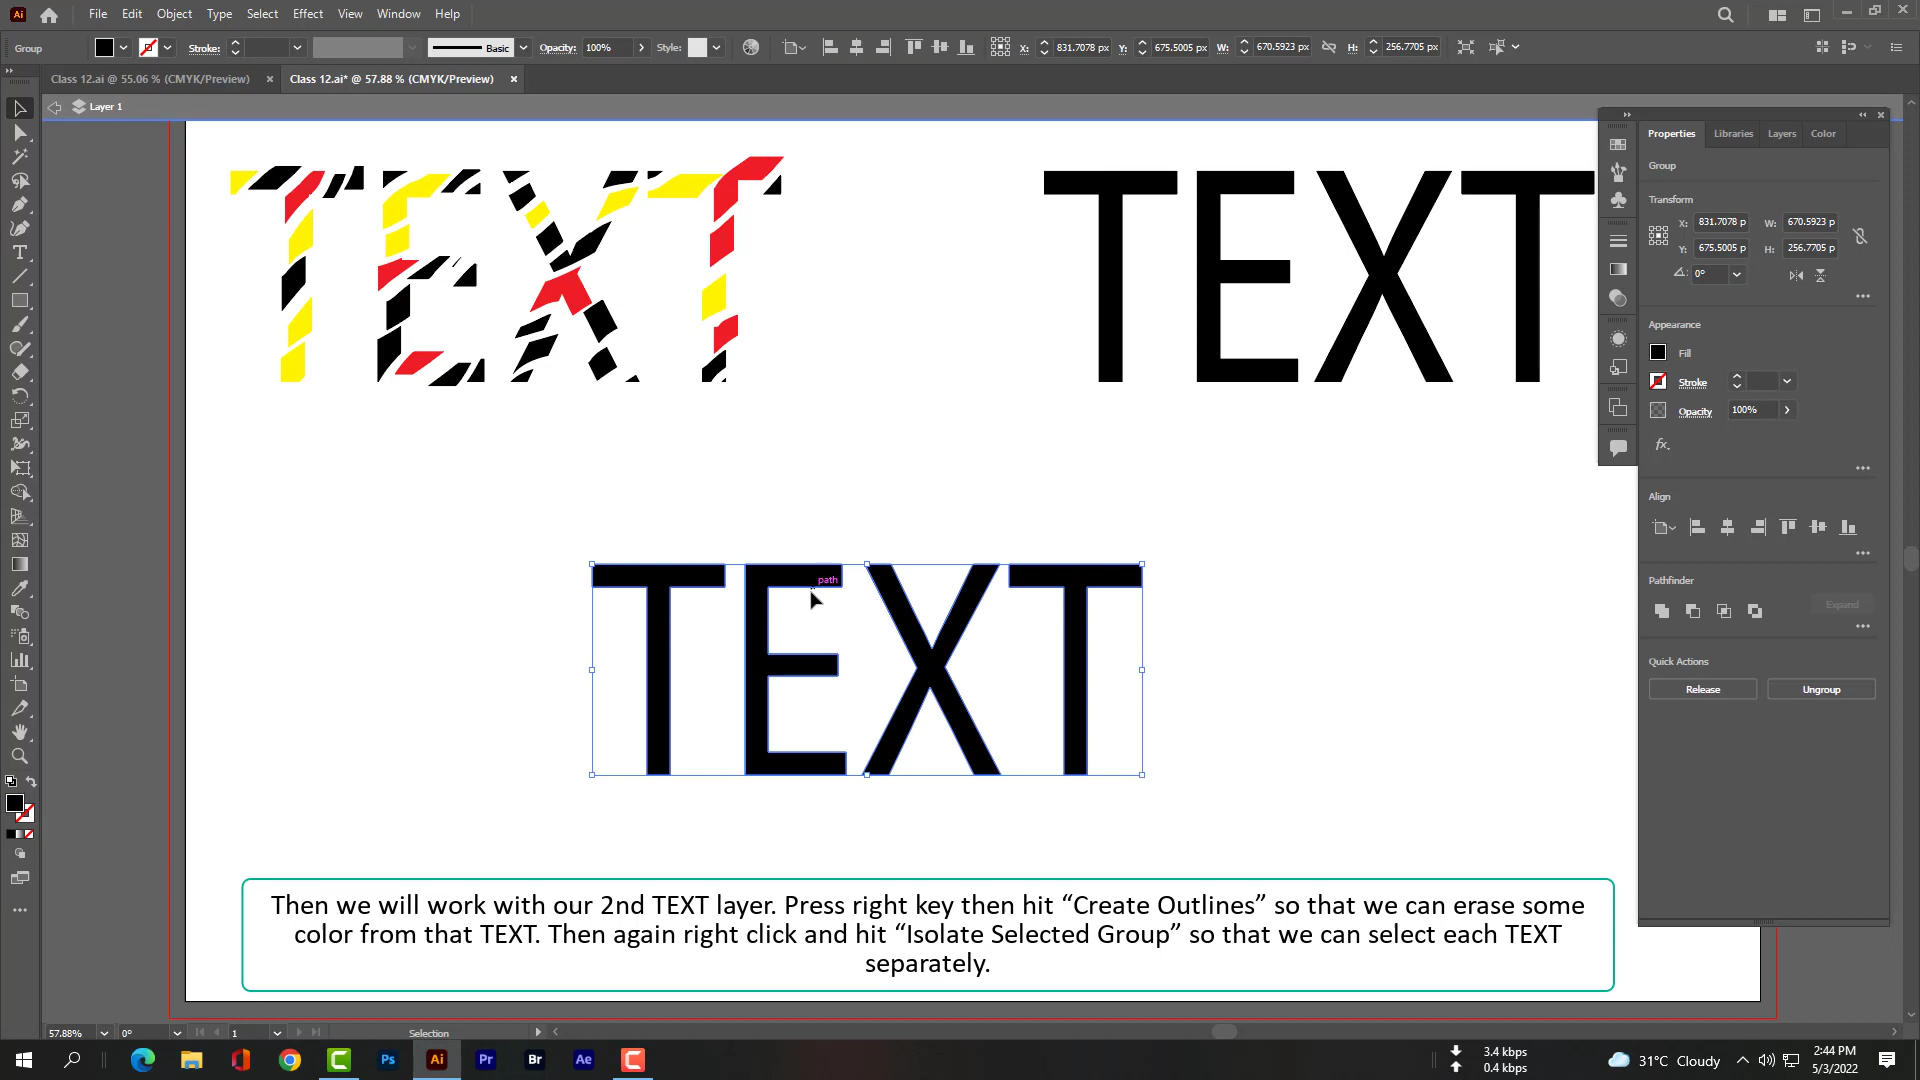 Ai File Edit Object Type Select Effect View Window Help
Group Stroke: Basic Opacity: 100% Style: X: 831.7078 px Y: 675.5005 px W: 670.5923 px H: 256.7705 px
Class 12.ai @ 55.06 % (CMYK/Preview) × Class 12.ai* @ 57.88 % (CMYK/Preview) ×
Layer 1
Properties Libraries Layers Color
TEXT
TEXT
Group
Transform
X: 831.7078 p W: 670.5923 p
Y: 675.5005 p H: 256.7705 p
0°
Appearance
Fill
Stroke
Opacity 100%
fx.
Align
Pathfinder
Expand
Quick Actions
Release Ungroup
TEXT
path
Then we will work with our 2nd TEXT layer. Press right key then hit “Create Outlines” so that we can erase some
color from that TEXT. Then again right click and hit “Isolate Selected Group” so that we can select each TEXT
separately.
57.88% 0° 1 Selection
Ps Ai Pr Br Ae
3.4 kbps
0.4 kbps
31°C Cloudy
2:44 PM
5/3/2022